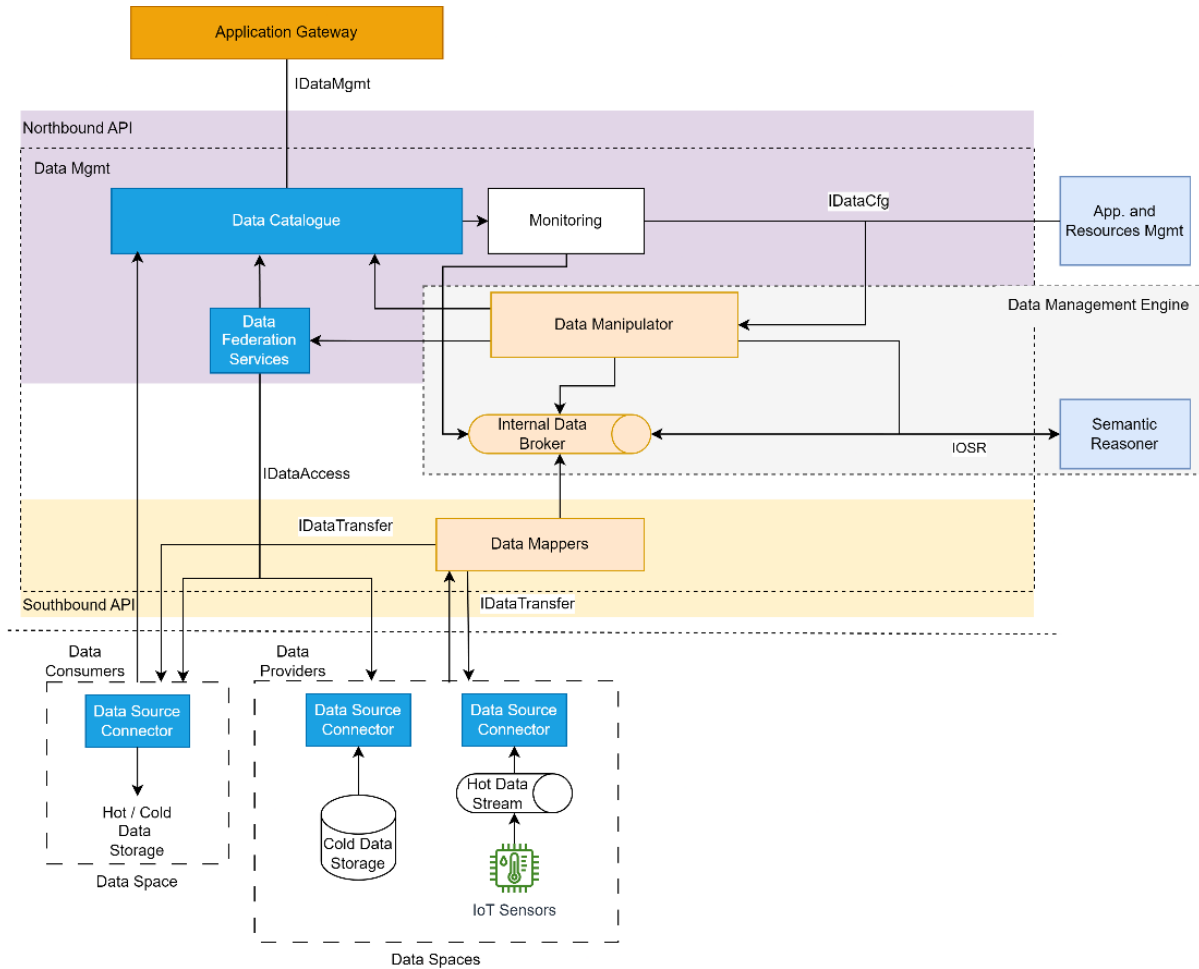 Application Gateway
IDataMgmt
Northbound API
Data Mgmt
Data Catalogue
Monitoring
IDataCfg
App. and
Resources Mgmt
Data Management Engine
Data
Federation
Services
Data Manipulator
Internal Data
Broker
IOSR
Semantic
Reasoner
IDataAccess
IDataTransfer
Data Mappers
Southbound API
IDataTransfer
Data
Consumers
Data
Providers
Data Source
Connector
Data Source
Connector
Data Source
Connector
Hot / Cold
Data
Storage
Cold Data
Storage
Hot Data
Stream
IoT Sensors
Data Space
Data Spaces